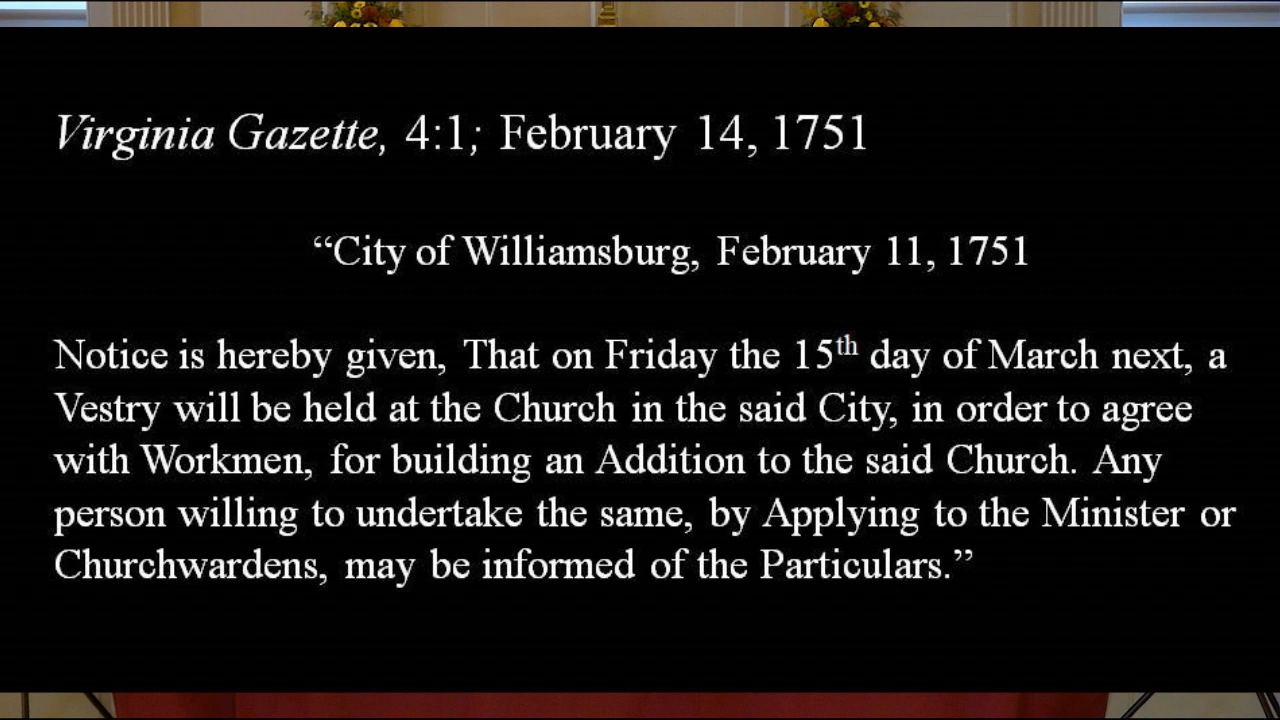 Virginia Gazette, 4:1; February 14, 1751
“City of Williamsburg, February 11, 1751
Notice is hereby given, That on Friday the 15th day of March next, a
Vestry will be held at the Church in the said City, in order to agree
with Workmen, for building an Addition to the said Church. Any
person willing to undertake the same, by Applying to the Minister or
Churchwardens, may be informed of the Particulars.”